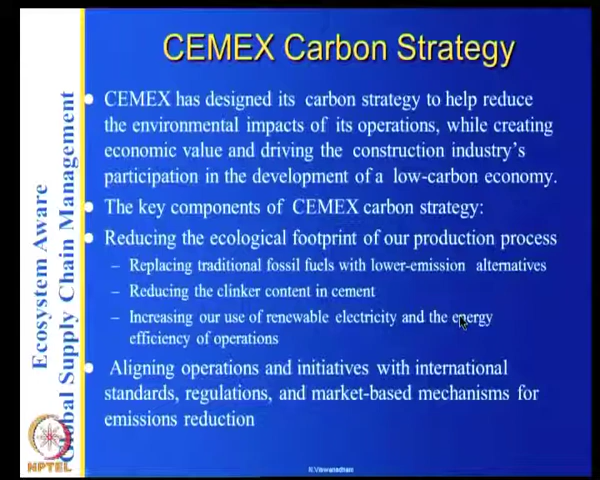 CEMEX Carbon Strategy
CEMEX has designed its carbon strategy to help reduce
the environmental impacts of its operations, while creating
economic value and driving the construction industry's
participation in the development of a low-carbon economy.
The key components of CEMEX carbon strategy:
Reducing the ecological footprint of our production process
– Replacing traditional fossil fuels with lower-emission alternatives
– Reducing the clinker content in cement
– Increasing our use of renewable electricity and the energy
efficiency of operations
Aligning operations and initiatives with international
standards, regulations, and market-based mechanisms for
emissions reduction
Ecosystem Aware
Global Supply Chain Management
NPTEL
N.Viswanadham